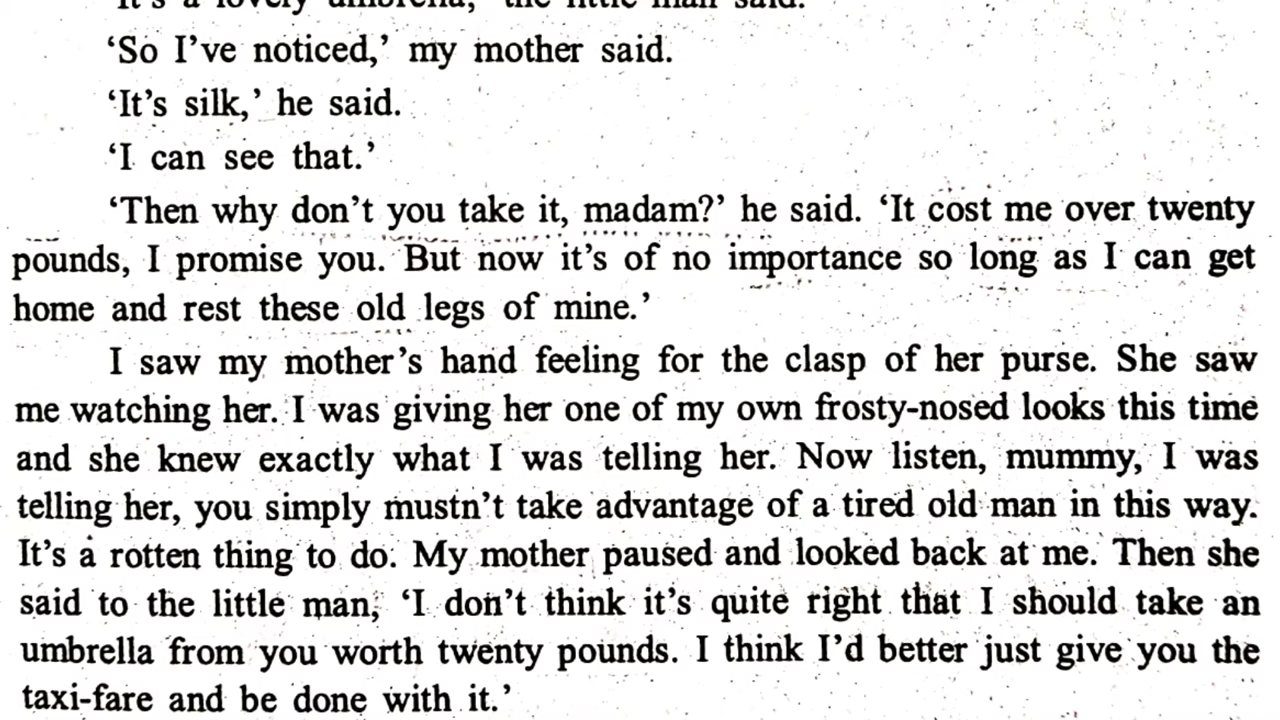 'It's a lovely umbrella,' the little man said.
'So I've noticed,' my mother said.
'It's silk,' he said.
'I can see that.'
'Then why don't you take it, madam?' he said. 'It cost me over twenty
pounds, I promise you. But now it's of no importance so long as I can get
home and rest these old legs of mine.'
I saw my mother's hand feeling for the clasp of her purse. She saw
me watching her. I was giving her one of my own frosty-nosed looks this time
and she knew exactly what I was telling her. Now listen, mummy, I was
telling her, you simply mustn't take advantage of a tired old man in this way.
It's a rotten thing to do. My mother paused and looked back at me. Then she
said to the little man, 'I don't think it's quite right that I should take an
umbrella from you worth twenty pounds. I think I'd better just give you the
taxi-fare and be done with it.'